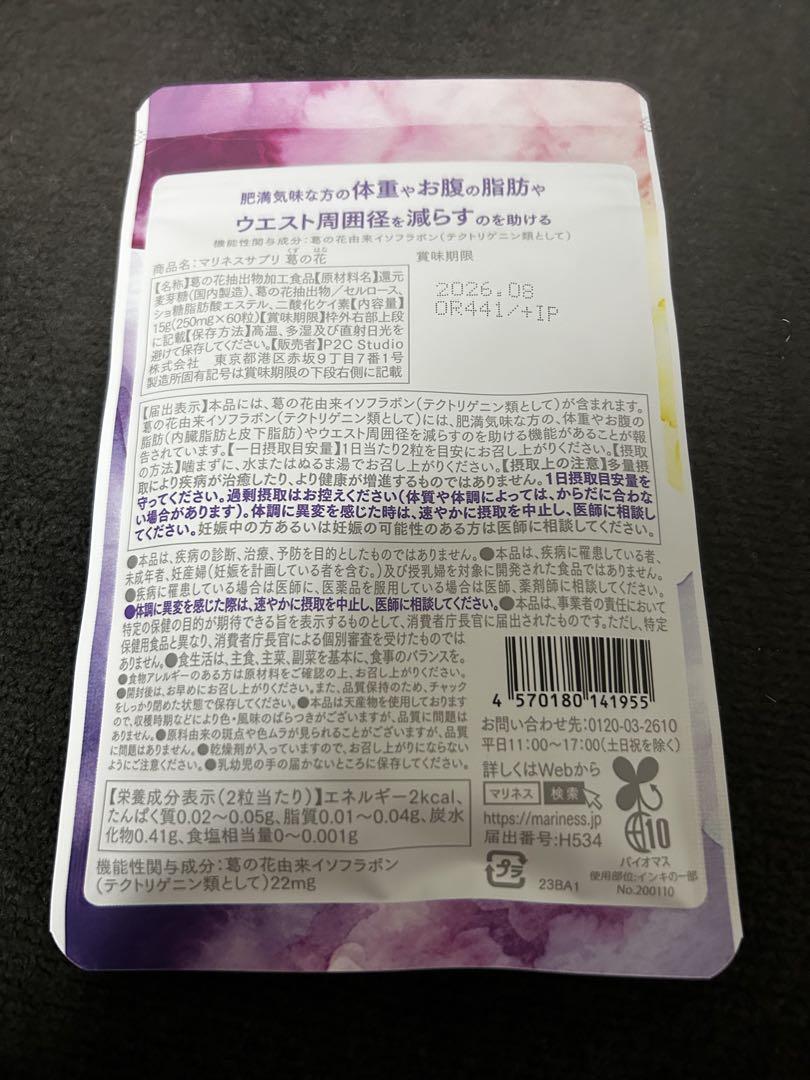 肥満気味な方の体重やお腹の脂肪や
ウエスト周囲径を減らすのを助ける
機能性関与成分:葛の花由来イソフラボン(テクトリゲニン類として)
くず はな
商品名:マリネスサプリ 葛の花
賞味期限
2026.08
OR441/+IP
【名称】葛の花抽出物加工食品【原材料名】還元
麦芽糖(国内製造)、葛の花抽出物/セルロース、
ショ糖脂肪酸エステル、二酸化ケイ素【内容量】
15g(250mg×60粒)【賞味期限】枠外右部上段
に記載【保存方法】高温、多湿及び直射日光を
避けて保存してください。【販売者】P2C Studio
株式会社 東京都港区赤坂9丁目7番1号
製造所固有記号は賞味期限の下段右側に記載
【届出表示】本品には、葛の花由来イソフラボン(テクトリゲニン類として)が含まれます。
葛の花由来イソフラボン(テクトリゲニン類として)には、肥満気味な方の、体重やお腹の
脂肪(内臓脂肪と皮下脂肪)やウエスト周囲径を減らすのを助ける機能があることが報
告されています。【一日摂取目安量】1日当たり2粒を目安にお召し上がりください。【摂取
の方法】噛まずに、水またはぬるま湯でお召し上がりください。【摂取上の注意】多量摂
取により疾病が治癒したり、より健康が増進するものではありません。1日摂取目安量を
守ってください。過剰摂取はお控えください(体質や体調によっては、からだに合わな
い場合があります)。体調に異変を感じた時は、速やかに摂取を中止し、医師に相談し
てください。妊娠中の方あるいは妊娠の可能性のある方は医師に相談してください。
●本品は、疾病の診断、治療、予防を目的としたものではありません。●本品は、疾病に罹患している者、
未成年者、妊産婦(妊娠を計画している者を含む。)及び授乳婦を対象に開発された食品ではありません。
●疾病に罹患している場合は医師に、医薬品を服用している場合は医師、薬剤師に相談してください。
●体調に異変を感じた際は、速やかに摂取を中止し、医師に相談してください。●本品は、事業者の責任において
特定の保健の目的が期待できる旨を表示するものとして、消費者庁長官に届出されたものです。ただし、特定
保健用食品と異なり、消費者庁長官による個別審査を受けたものでは
ありません。●食生活は、主食、主菜、副菜を基本に、食事のバランスを。
●食物アレルギーのある方は原材料をご確認の上、お召し上がりください。
●開封後は、お早めにお召し上がりください。また、品質保持のため、チャック
をしっかり閉めた状態で保存してください。●本品は天産物を使用しております
ので、収穫時期などにより色・風味のばらつきがございますが、品質に問題は
ありません。●原料由来の斑点や色ムラが見られることがございますが、品質
に問題はありません。●乾燥剤が入っていますので、お召し上がりにならない
ようにご注意ください。●乳幼児の手の届かないところに保存してください。
4 570180 141955
お問い合わせ先:0120-03-2610
平日11:00~17:00(土日祝を除く)
詳しくはWebから
マリネス 検索
https://mariness.jp
届出番号:H534
プラ
23BA1
10
バイオマス
使用部位:インキの一部
No.200110
【栄養成分表示(2粒当たり)】エネルギー2kcal、
たんぱく質0.02~0.05g、脂質0.01~0.04g、炭水
化物0.41g、食塩相当量0~0.001g
機能性関与成分:葛の花由来イソフラボン
(テクトリゲニン類として)22mg